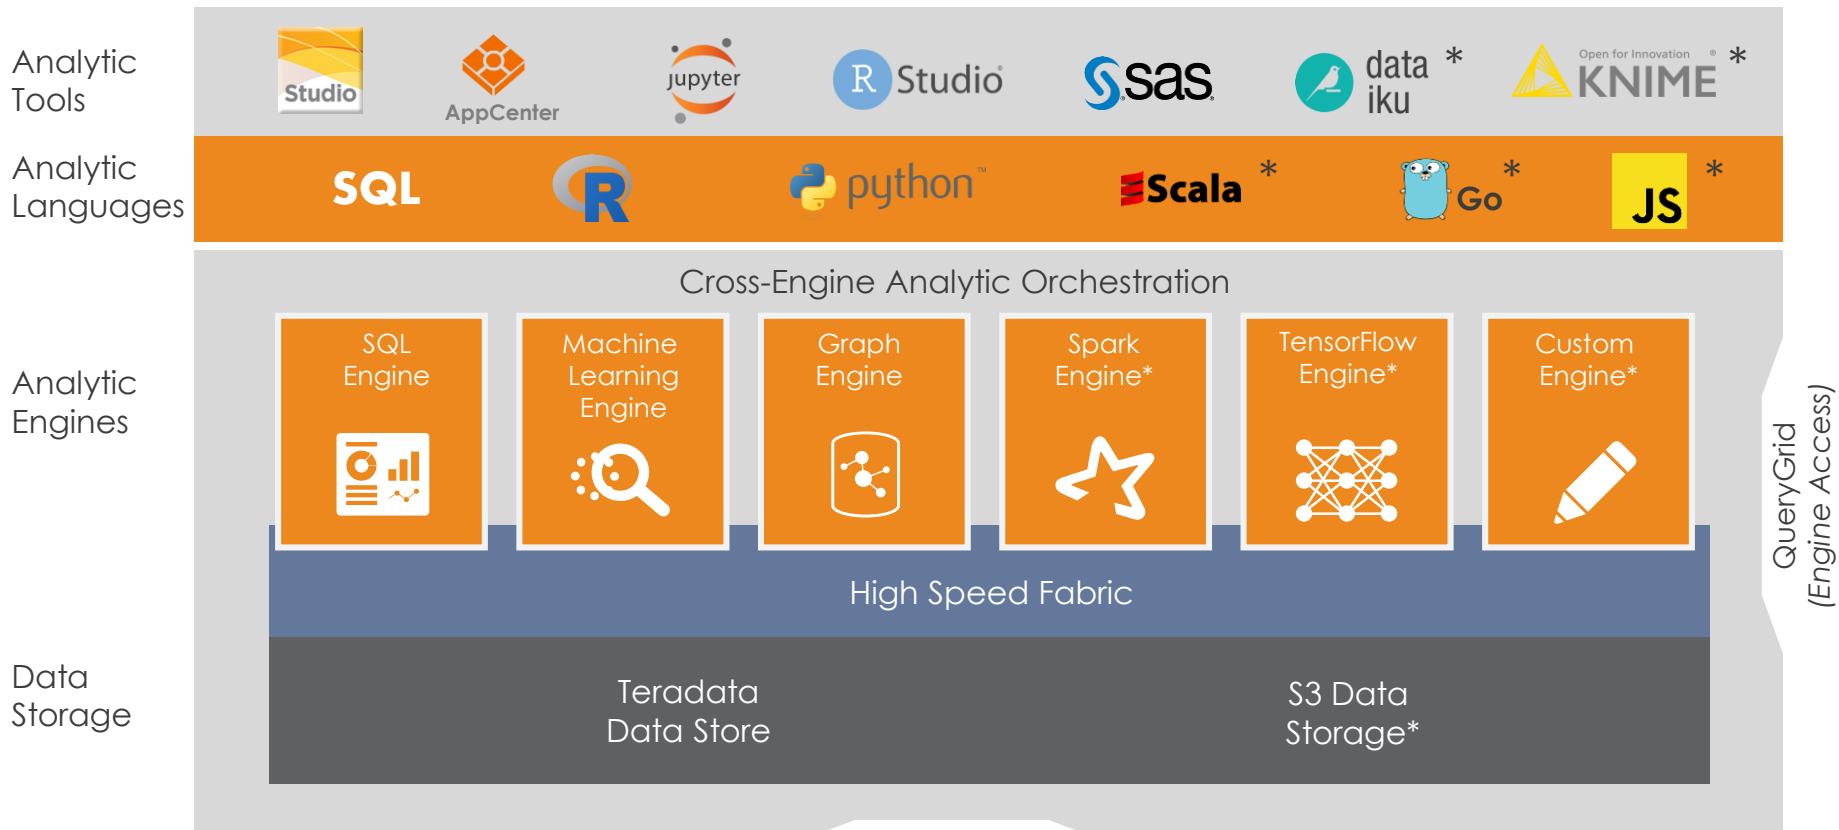 Analytic
Tools
Studio
AppCenter
jupyter
R Studio®
sas
data *
iku
Open for Innovation ®
KNIME *
Analytic
Languages
SQL
R
python™
Scala *
Go *
JS *
Cross-Engine Analytic Orchestration
Analytic
Engines
SQL
Engine
Machine
Learning
Engine
Graph
Engine
Spark
Engine*
TensorFlow
Engine*
Custom
Engine*
QueryGrid
(Engine Access)
High Speed Fabric
Data
Storage
Teradata
Data Store
S3 Data
Storage*